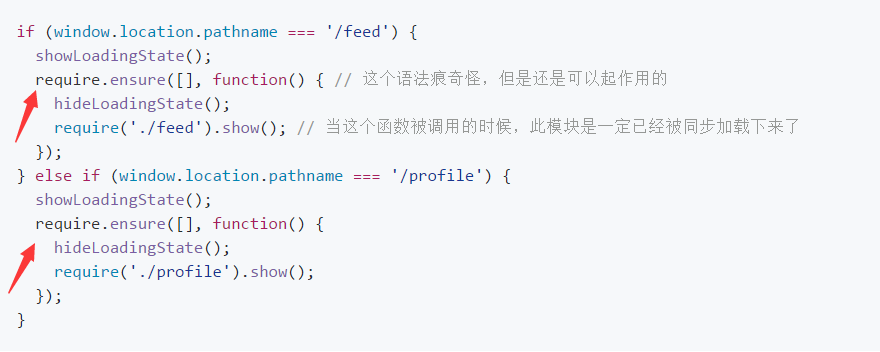 if (window.location.pathname === '/feed') {
  showLoadingState();
  require.ensure([], function() { // 这个语法痕奇怪，但是还是可以起作用的
    hideLoadingState();
    require('./feed').show(); // 当这个函数被调用的时候，此模块是一定已经被同步加载下来了
  });
} else if (window.location.pathname === '/profile') {
  showLoadingState();
  require.ensure([], function() {
    hideLoadingState();
    require('./profile').show();
  });
}